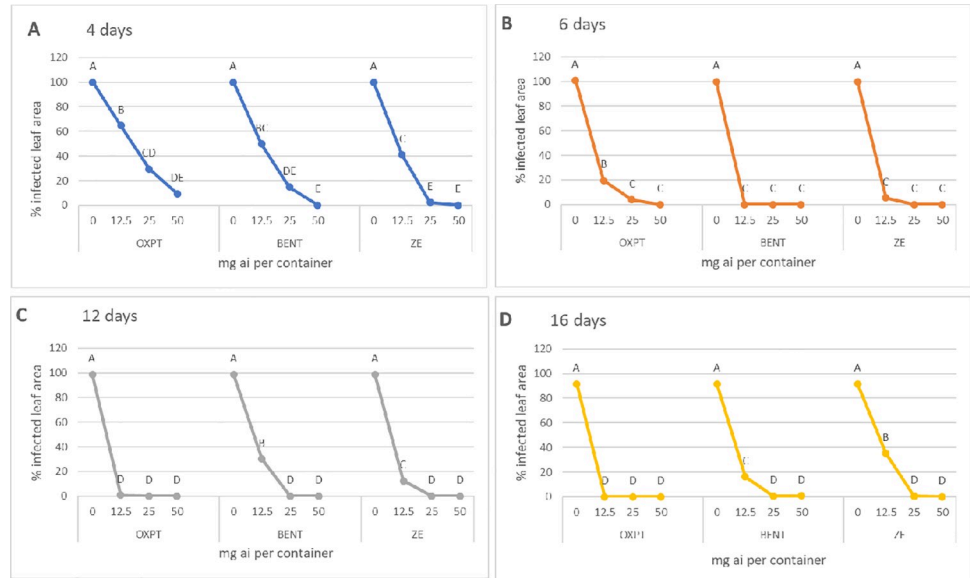 A 4 days
% infected leaf area
120
100
80
60
40
20
0
A
B
CD
DE
A
BC
DE
E
A
C
E
E
0 12.5 25 50 0 12.5 25 50 0 12.5 25 50
OXPT BENT ZE
mg ai per container
B 6 days
% infected leaf area
120
100
80
60
40
20
0
A
B
C
C
A
C C C
A
C C C
0 12.5 25 50 0 12.5 25 50 0 12.5 25 50
OXPT BENT ZE
mg ai per container
C 12 days
% infected leaf area
120
100
80
60
40
20
0
A
D D D
A
B
D D
A
C
D D
0 12.5 25 50 0 12.5 25 50 0 12.5 25 50
OXPT BENT ZE
mg ai per container
D 16 days
% infected leaf area
120
100
80
60
40
20
0
A
D D D
A
C
D D
A
B
D D
0 12.5 25 50 0 12.5 25 50 0 12.5 25 50
OXPT BENT ZE
mg ai per container